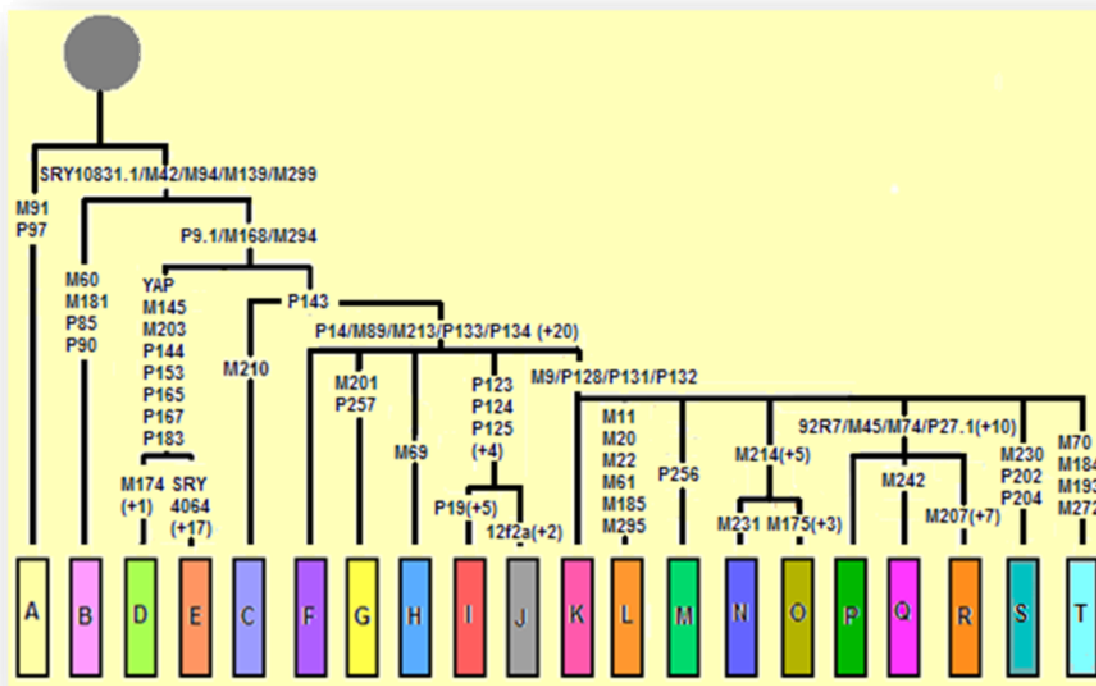 SRY10831.1/M42/M94/M139/M299
M91
P97
P9.1/M168/M294
M60
M181
P85
P90
YAP
M145
M203
P144
P153
P165
P167
P183
M174
(+1)
SRY
4064
(+17)
P143
M210
P14/M89/M213/P133/P134 (+20)
M201
P257
M69
P123
P124
P125
(+4)
P19(+5)
12f2a(+2)
M9/P128/P131/P132
M11
M20
M22
M61
M185
M295
P256
M214(+5)
M231
M175(+3)
92R7/M45/M74/P27.1(+10)
M242
M207(+7)
M230
P202
P204
M70
M184
M193
M272
A B D E C F G H I J K L M N O P Q R S T